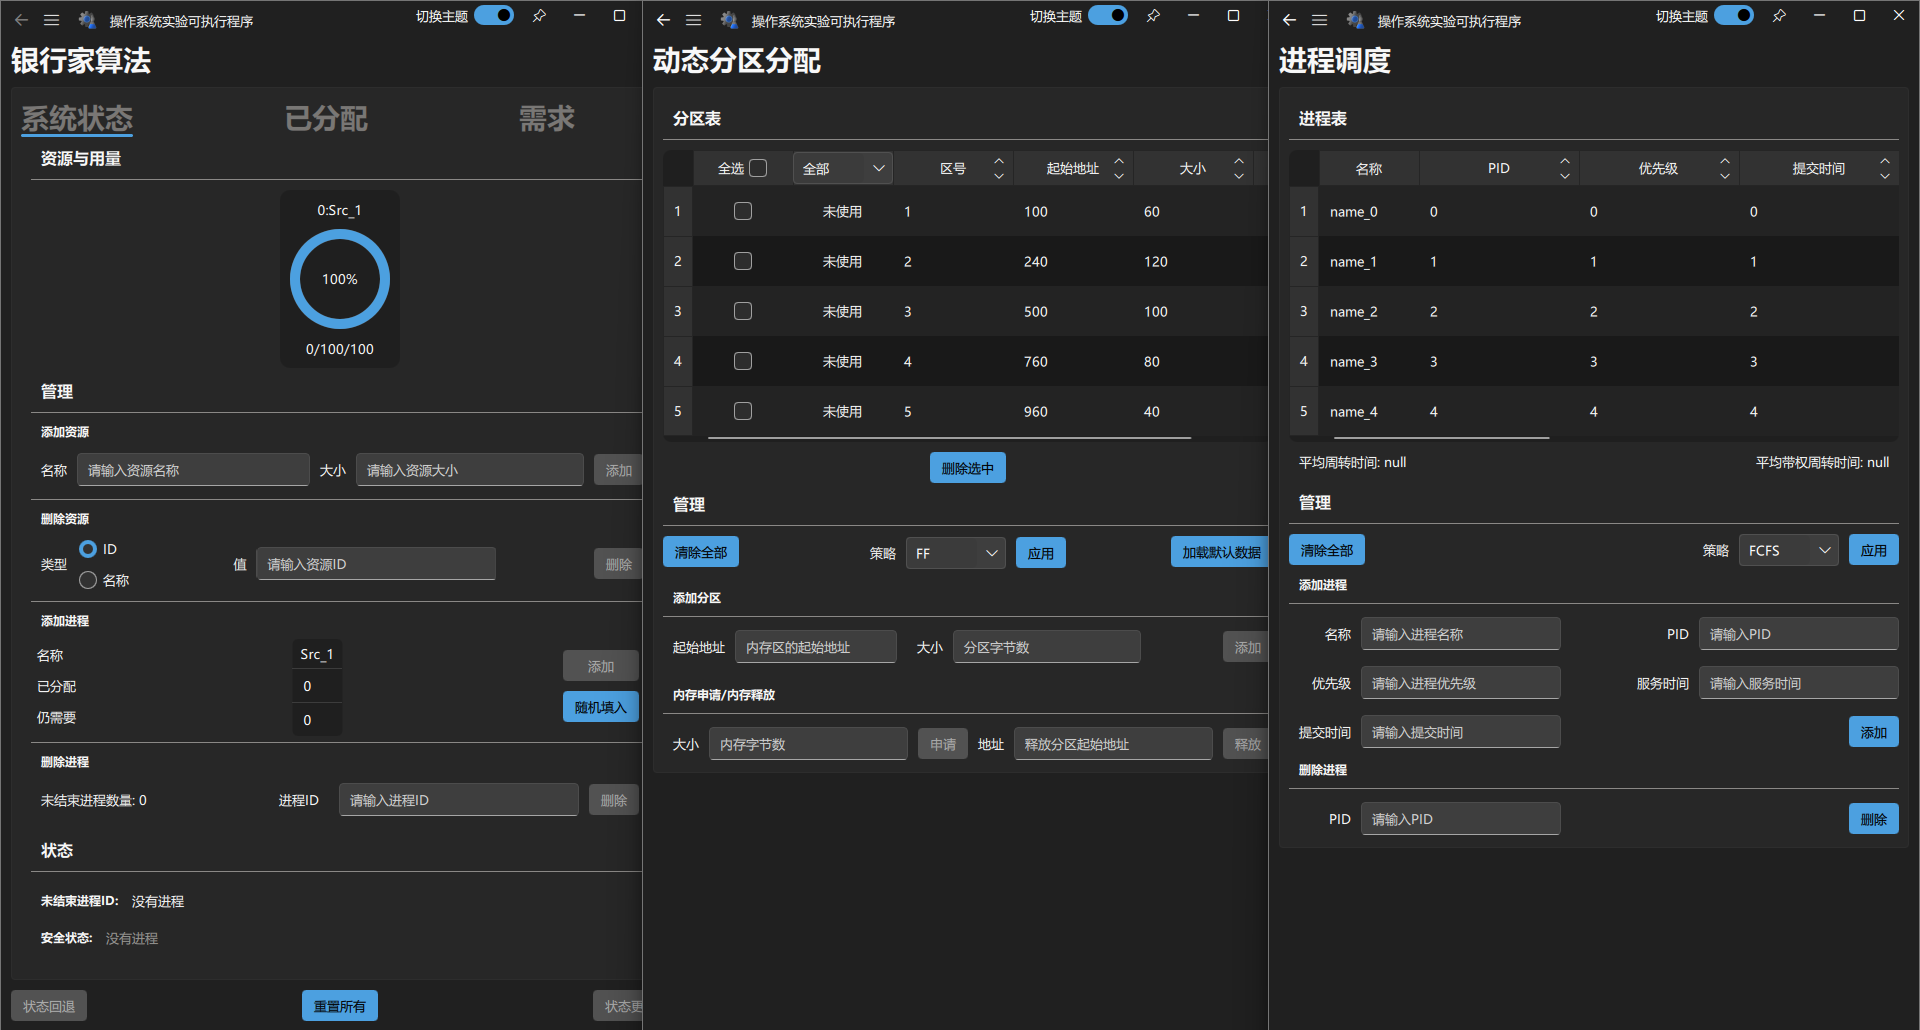 操作系统实验可执行程序
切换主题
银行家算法
系统状态
已分配
需求
资源与用量
0:Src_1
100%
0/100/100
管理
添加资源
名称 请输入资源名称 大小 请输入资源大小 添加
删除资源
类型
ID
名称
值 请输入资源ID 删除
添加进程
名称 Src_1
已分配 0
仍需要 0
添加
随机填入
删除进程
未结束进程数量: 0 进程ID 请输入进程ID 删除
状态
未结束进程ID: 没有进程
安全状态: 没有进程
状态回退 重置所有 状态更
操作系统实验可执行程序
切换主题
动态分区分配
分区表
全选 全部 区号 起始地址 大小
1 未使用 1 100 60
2 未使用 2 240 120
3 未使用 3 500 100
4 未使用 4 760 80
5 未使用 5 960 40
删除选中
管理
清除全部 策略 FF 应用 加载默认数据
添加分区
起始地址 内存区的起始地址 大小 分区字节数 添加
内存申请/内存释放
大小 内存字节数 申请 地址 释放分区起始地址 释放
操作系统实验可执行程序
切换主题
进程调度
进程表
名称 PID 优先级 提交时间
1 name_0 0 0 0
2 name_1 1 1 1
3 name_2 2 2 2
4 name_3 3 3 3
5 name_4 4 4 4
平均周转时间: null 平均带权周转时间: null
管理
清除全部 策略 FCFS 应用
添加进程
名称 请输入进程名称 PID 请输入PID
优先级 请输入进程优先级 服务时间 请输入服务时间
提交时间 请输入提交时间 添加
删除进程
PID 请输入PID 删除